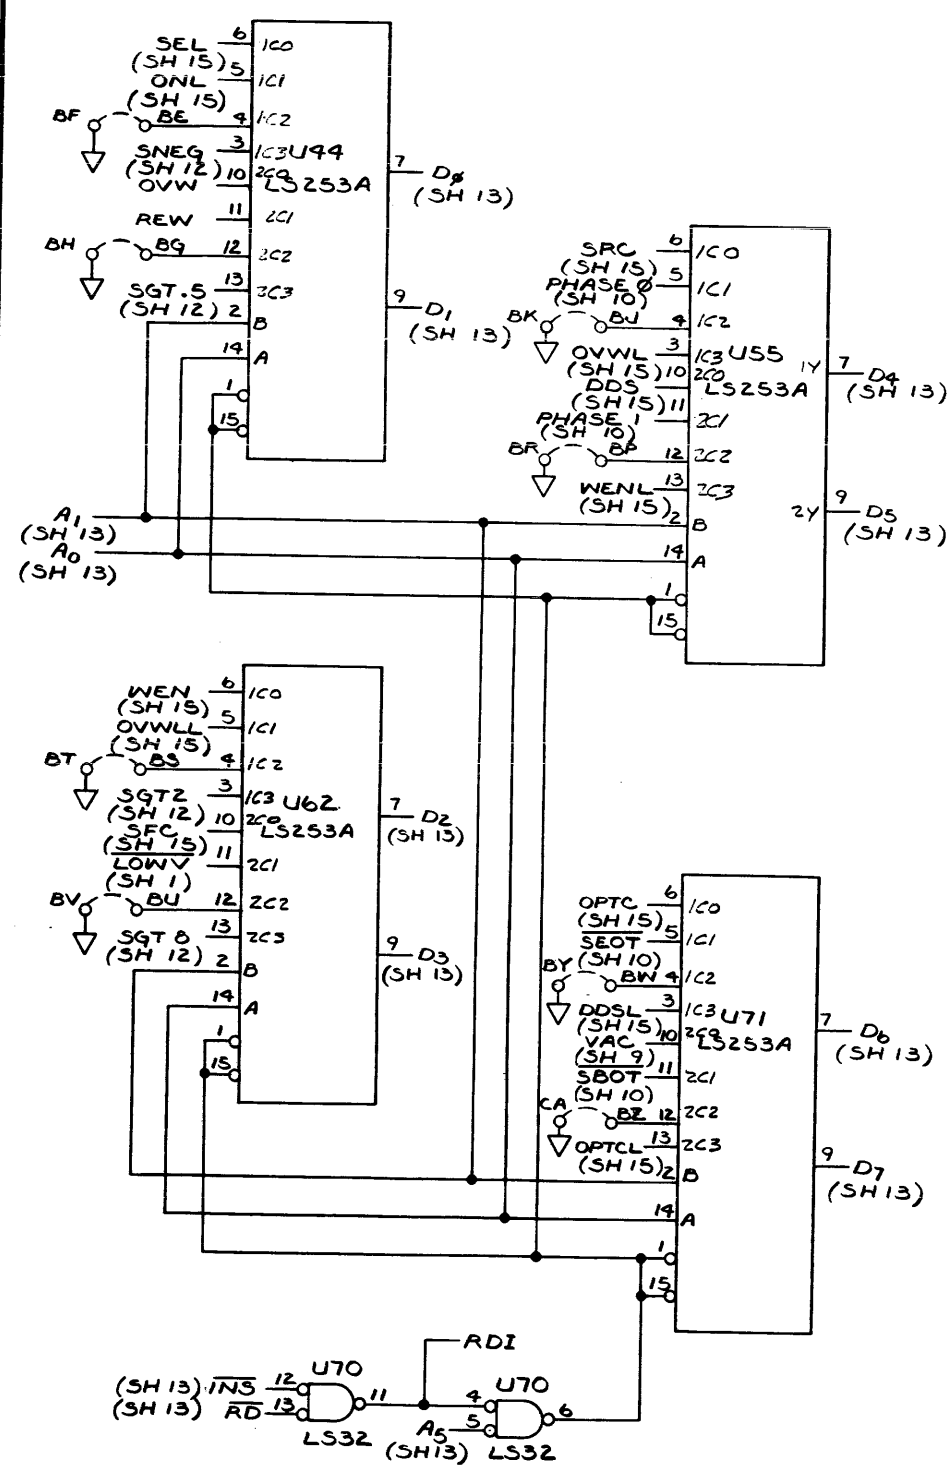 6
SEL 1C0
(SH 15) 5
ONL 1C1
(SH 15)
BF BE 4 1C2
SNEG 3 1C3 U44
(SH 12) 10 2C0 LS253A
OVW
REW 11 2C1
BH BG 12 2C2
SGT.5 13 2C3
(SH 12) 2 B
14 A
1
15
7 D0
(SH 13)
9 D1
(SH 13)
A1
(SH 13)
A0
(SH 13)
SRC 6 1C0
(SH 15) 5
PHASE 0 1C1
(SH 10)
BK BJ 4 1C2
OVWL 3 1C3 U55
(SH 15) 10 2C0 LS253A
DDS
(SH 15) 11
PHASE 1 2C1
(SH 10)
BR BP 12 2C2
WENL 13 2C3
(SH 15) 2 B
14 A
1
15
1Y 7 D4
(SH 13)
2Y 9 D5
(SH 13)
WEN 6 1C0
(SH 15)
OVWLL 5 1C1
(SH 15)
BT BS 4 1C2
SGT2 3 1C3 U62
(SH 12) 10 2C0 LS253A
SFC
(SH 15)
LOWV 11 2C1
(SH 1)
BV BU 12 2C2
SGT 8 13 2C3
(SH 12) 2 B
14 A
1
15
7 D2
(SH 13)
9 D3
(SH 13)
OPTC 6 1C0
(SH 15)
SEOT 5 1C1
(SH 10)
BY BW 4 1C2
DDSL 3 1C3 U71
(SH 15) 10 2C0 LS253A
VAC
(SH 9)
SBOT 11 2C1
(SH 10)
CA BZ 12 2C2
OPTCL 13 2C3
(SH 15) 2 B
14 A
1
15
7 D6
(SH 13)
9 D7
(SH 13)
RDI
U70
(SH 13) INS 12
(SH 13) RD 13
11
LS32
U70
4
A5 5
(SH13)
6
LS32